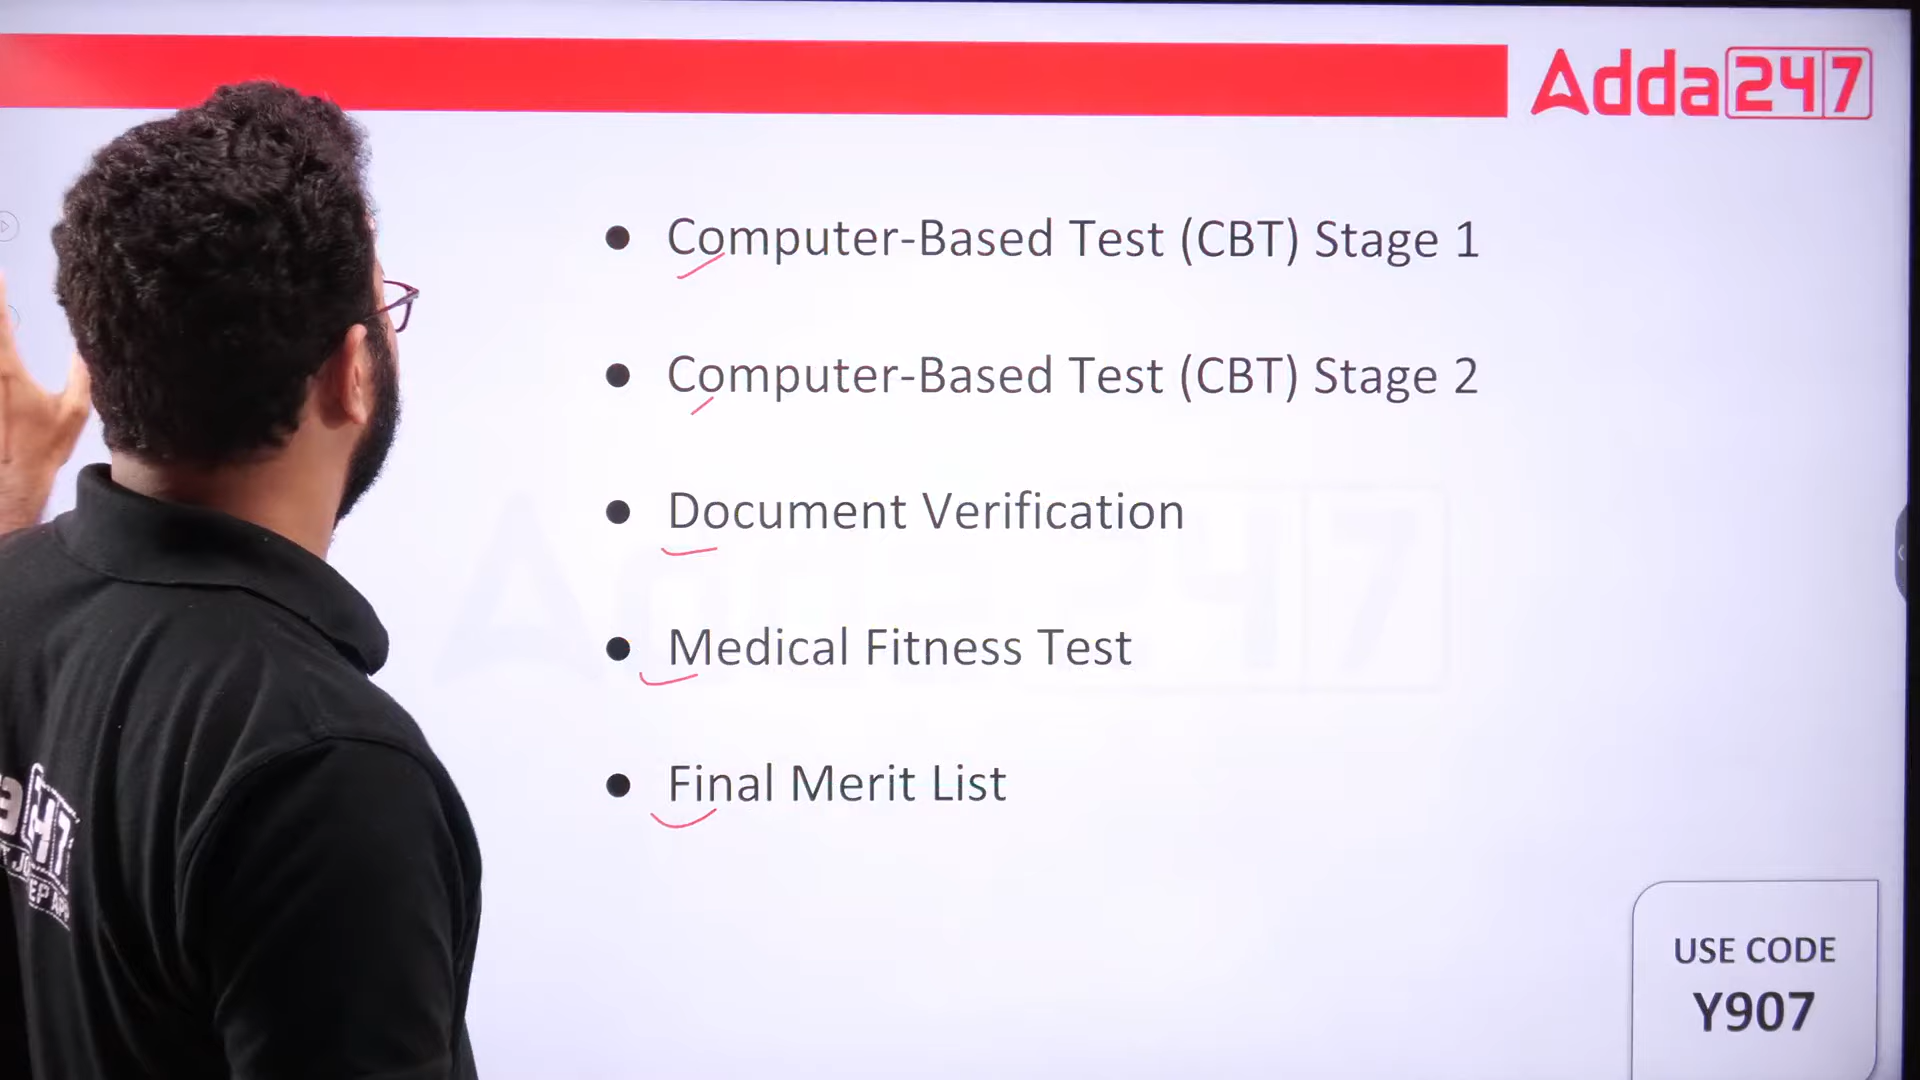 Adda247
• Computer-Based Test (CBT) Stage 1
• Computer-Based Test (CBT) Stage 2
• Document Verification
• Medical Fitness Test
• Final Merit List
USE CODE
Y907